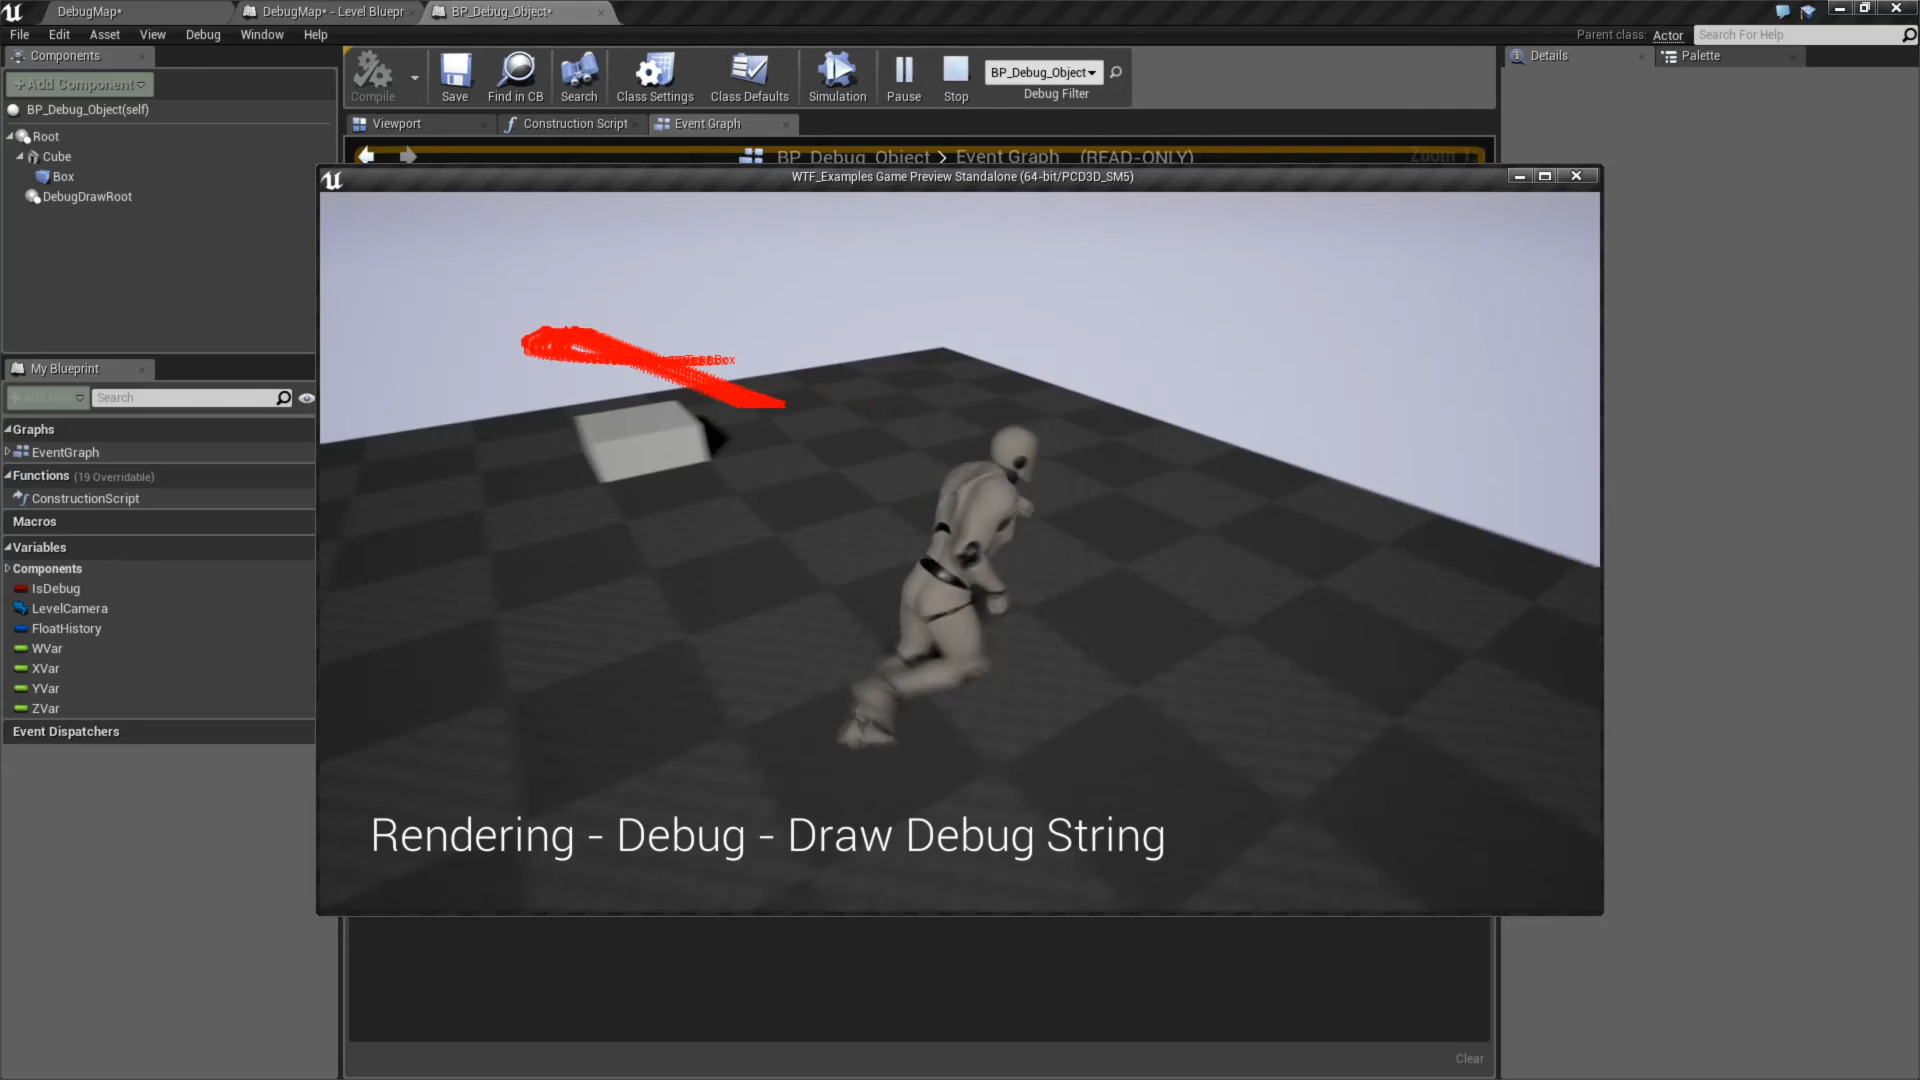 DebugMap*
DebugMap* - Level Bluepr
BP_Debug_Object*
File Edit Asset View Debug Window Help
Parent class: Actor
Search For Help
Components
+Add Component
BP_Debug_Object(self)
Root
Cube
Box
DebugDrawRoot
Compile
Save
Find in CB
Search
Class Settings
Class Defaults
Simulation
Pause
Stop
BP_Debug_Object
Debug Filter
Details
Palette
Viewport
Construction Script
Event Graph
BP_Debug_Object > Event Graph (READ-ONLY)
WTF_Examples Game Preview Standalone (64-bit/PCD3D_SM5)
My Blueprint
Search
Graphs
EventGraph
Functions (19 Overridable)
ConstructionScript
Macros
Variables
Components
IsDebug
LevelCamera
FloatHistory
WVar
XVar
YVar
ZVar
Event Dispatchers
Box
Rendering - Debug - Draw Debug String
Clear